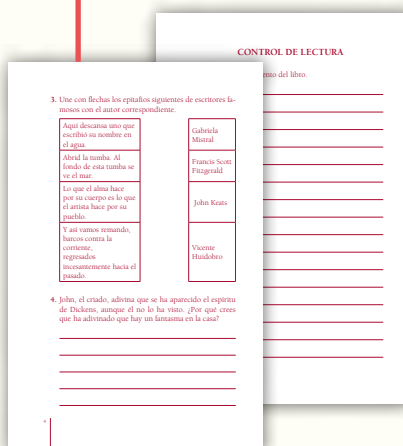 CONTROL DE LECTURA
del libro.
3. Une con flechas los epitafios siguientes de escritores fa-
mosos con el autor correspondiente.
Aquí descansa uno que
escribió su nombre en
el agua.
Abrid la tumba. Al
fondo de esta tumba se
ve el mar.
Lo que el alma hace
por su cuerpo es lo que
el artista hace por su
pueblo.
Y así vamos remando,
barcos contra la
corriente,
regresados
incesantemente hacia el
pasado.
Gabriela
Mistral
Francis Scott
Fitzgerald
John Keats
Vicente
Huidobro
4. John, el criado, adivina que se ha aparecido el espíritu
de Dickens, aunque él no lo ha visto. ¿Por qué crees
que ha adivinado que hay un fantasma en la casa?